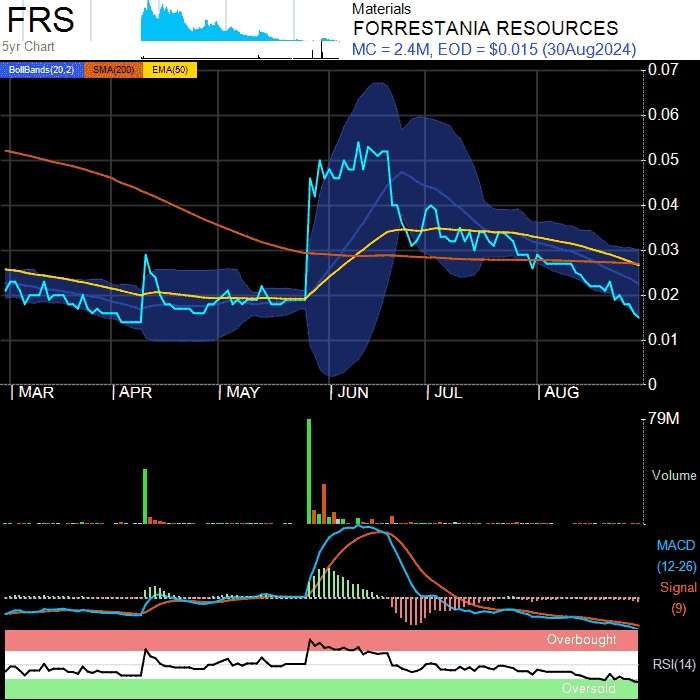 FRS
5yr Chart
Materials
FORRESTANIA RESOURCES
MC = 2.4M, EOD = $0.015 (30Aug2024)
BollBands(20,2) SMA(200) EMA(50)
0.07
0.06
0.05
0.04
0.03
0.02
0.01
0
MAR APR MAY JUN JUL AUG
79M
Volume
MACD
(12-26)
Signal
(9)
Overbought
RSI(14)
Oversold